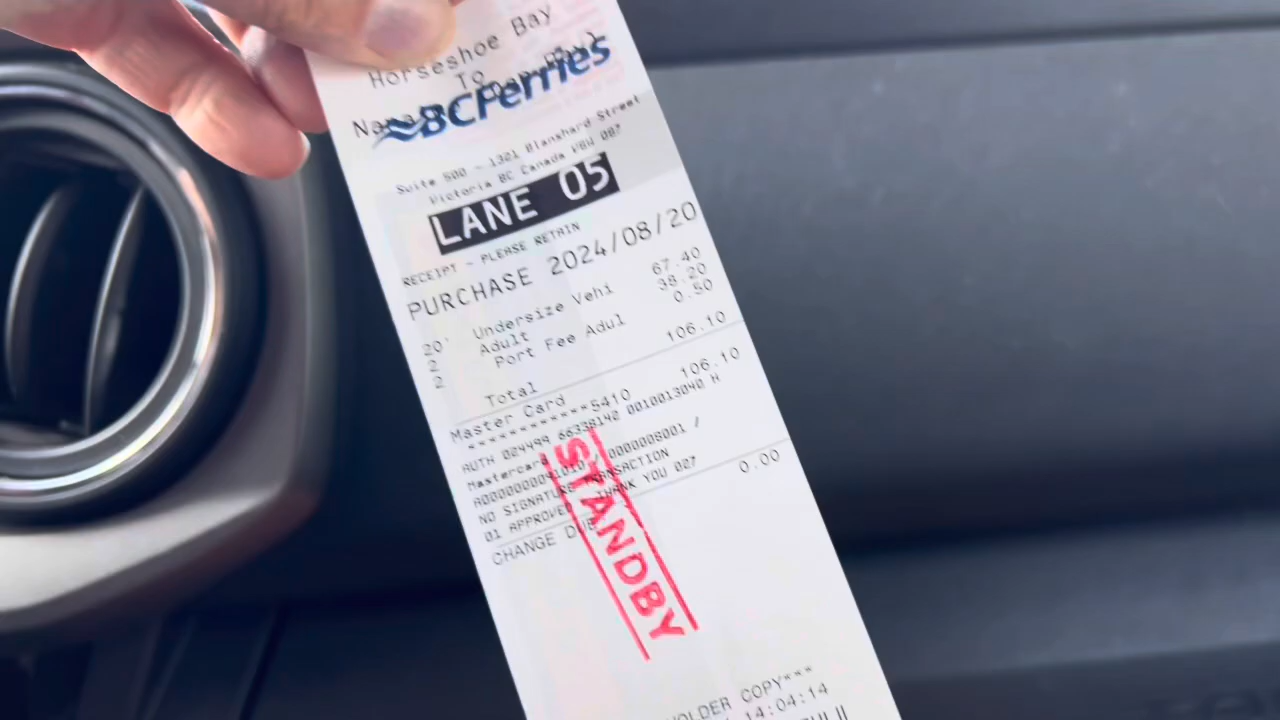 Horseshoe Bay
To
BCFerries
Suite 500 - 1321 Blanshard Street
Victoria BC Canada V8W 0B7
LANE 05
RECEIPT - PLEASE RETAIN
PURCHASE 2024/08/20
20' Undersize Vehi 67.40
2 Adult 38.20
2 Port Fee Adul 0.50
Total 106.10
Master Card 106.10
************5410
AUTH 024499 66338142 0010013040 H
Mastercard
0000008001 /
NO SIGNATURE TRANSACTION
01 APPROVED THANK YOU 027
CHANGE DUE 0.00
STANDBY
HOLDER COPY***
14:04:14